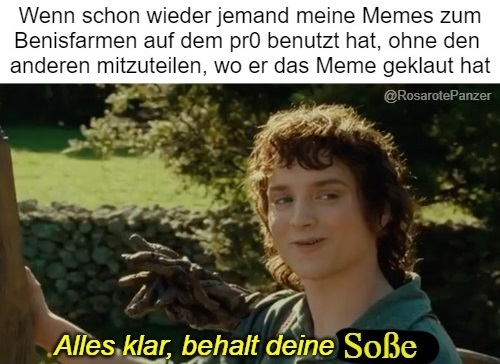 Wenn schon wieder jemand meine Memes zum
Benisfarmen auf dem pr0 benutzt hat, ohne den
anderen mitzuteilen, wo er das Meme geklaut hat
@RosarotePanzer
Alles klar, behalt deine Soße